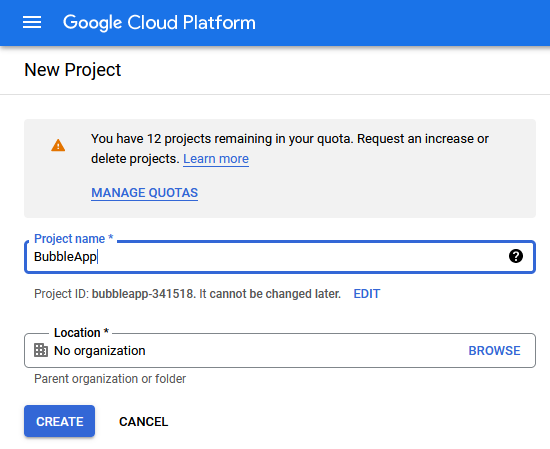 Google Cloud Platform
New Project
You have 12 projects remaining in your quota. Request an increase or
delete projects. Learn more
MANAGE QUOTAS
Project name *
BubbleApp
Project ID: bubbleapp-341518. It cannot be changed later. EDIT
Location *
No organization BROWSE
Parent organization or folder
CREATE CANCEL